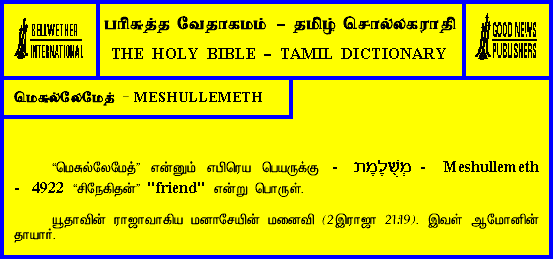 BELLWETHER
INTERNATIONAL
பரிசுத்த வேதாகமம் – தமிழ் சொல்லகராதி
THE HOLY BIBLE – TAMIL DICTIONARY
GOOD NEWS
PUBLISHERS
மெசுல்லேமேத் - MESHULLEMETH
“மெசுல்லேமேத்” என்னும் எபிரெய பெயருக்கு - מְשֻׁלֶּמֶת - Meshullemeth
- 4922 “சிநேகிதன்” "friend" என்று பொருள்.
யூதாவின் ராஜாவாகிய மனாசேயின் மனைவி (2இராஜா 21:19). இவள் ஆமோனின்
தாயார்.